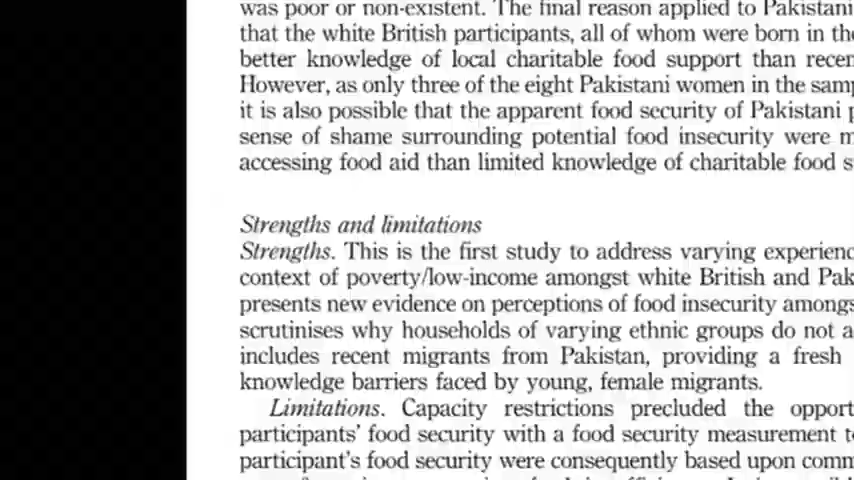 was poor or non-existent. The final reason applied to Pakistani
that the white British participants, all of whom were born in the
better knowledge of local charitable food support than recen
However, as only three of the eight Pakistani women in the samp
it is also possible that the apparent food security of Pakistani p
sense of shame surrounding potential food insecurity were m
accessing food aid than limited knowledge of charitable food s
Strengths and limitations
Strengths. This is the first study to address varying experienc
context of poverty/low-income amongst white British and Pak
presents new evidence on perceptions of food insecurity amongs
scrutinises why households of varying ethnic groups do not a
includes recent migrants from Pakistan, providing a fresh
knowledge barriers faced by young, female migrants.
Limitations. Capacity restrictions precluded the opport
participants' food security with a food security measurement to
participant's food security were consequently based upon comm